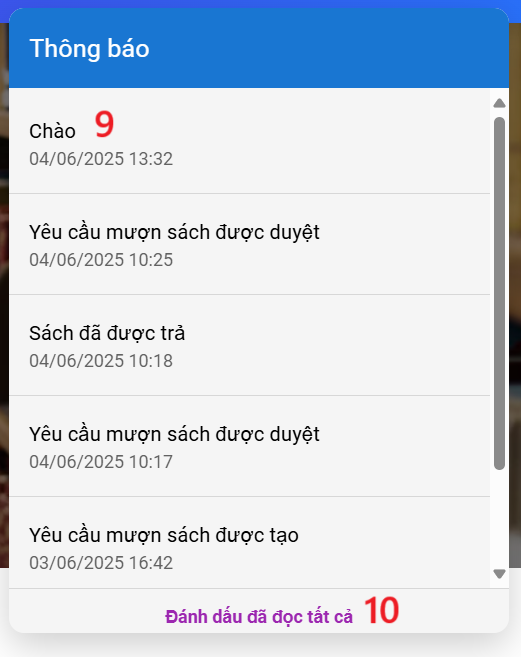 Thông báo
Chào 9
04/06/2025 13:32
Yêu cầu mượn sách được duyệt
04/06/2025 10:25
Sách đã được trả
04/06/2025 10:18
Yêu cầu mượn sách được duyệt
04/06/2025 10:17
Yêu cầu mượn sách được tạo
03/06/2025 16:42
Đánh dấu đã đọc tất cả 10